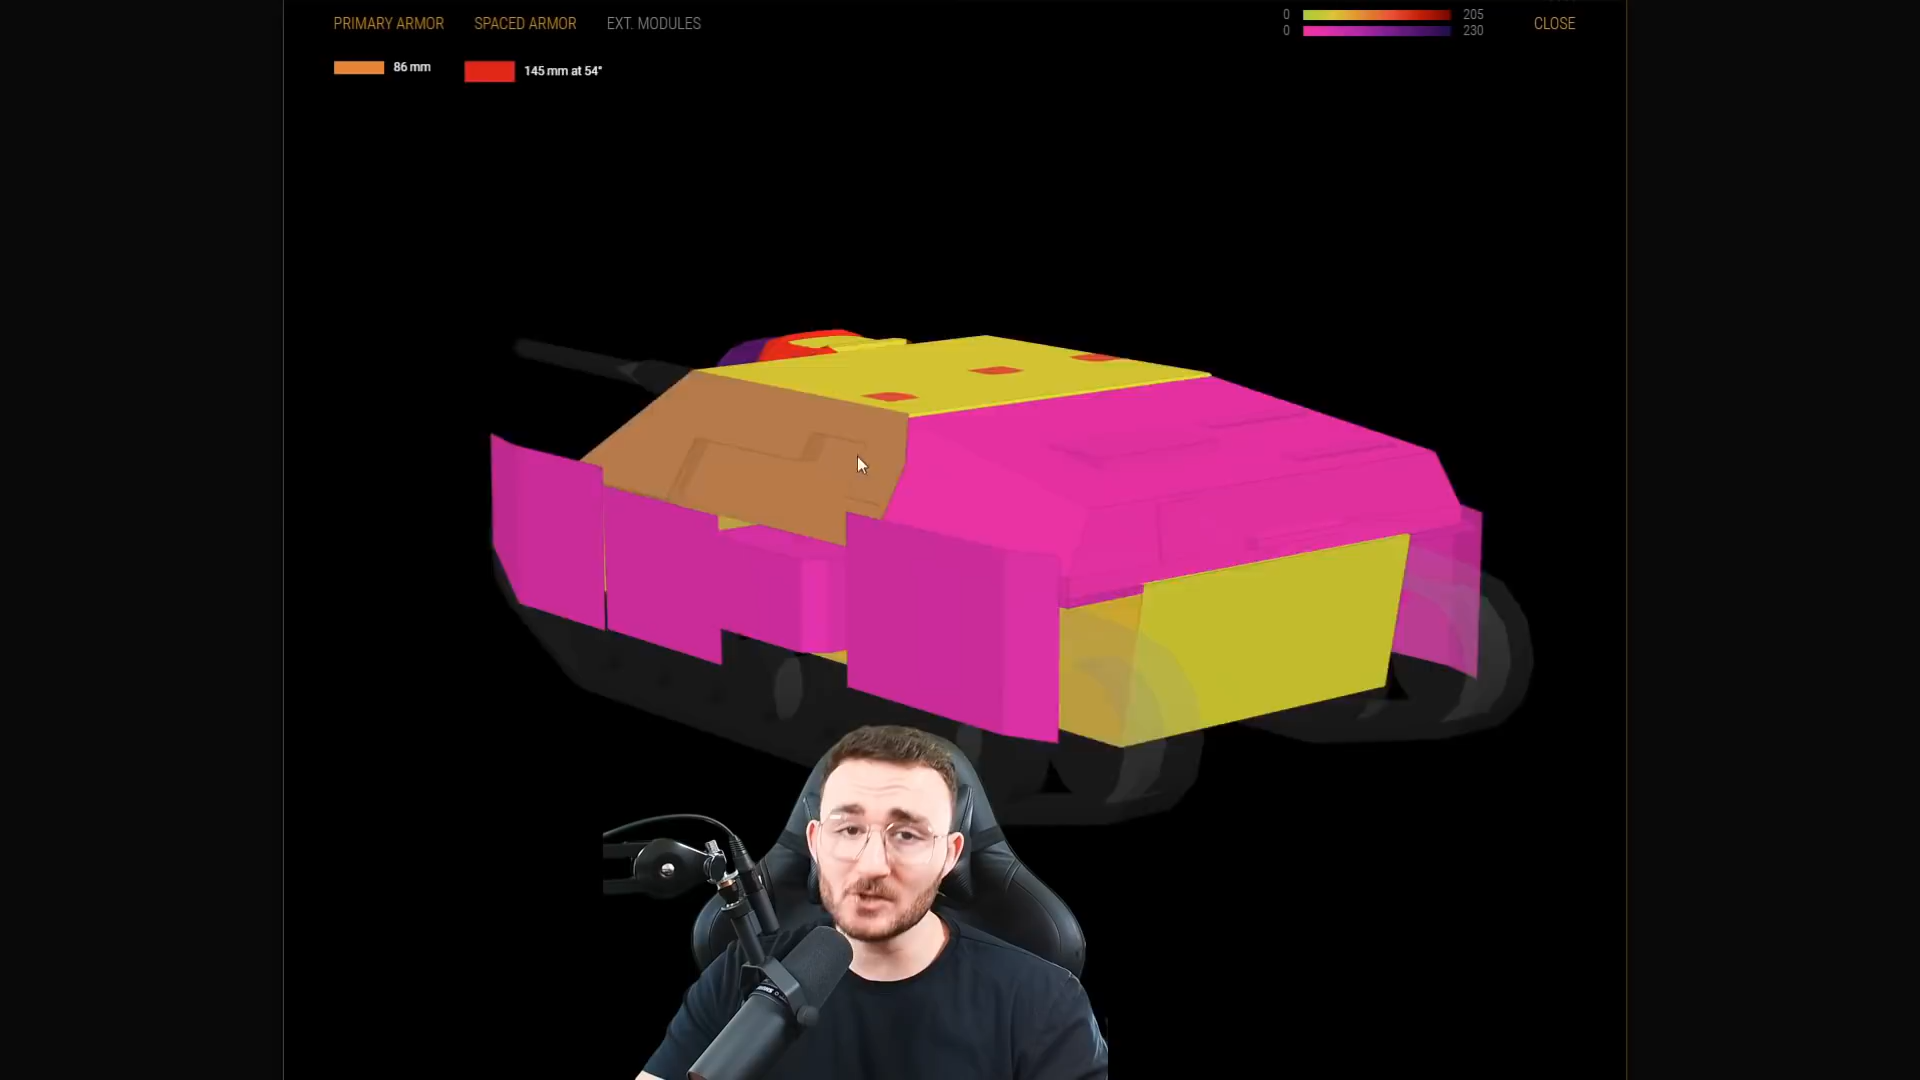 PRIMARY ARMOR SPACED ARMOR EXT. MODULES
0 205
0 230
CLOSE
86 mm 145 mm at 54°